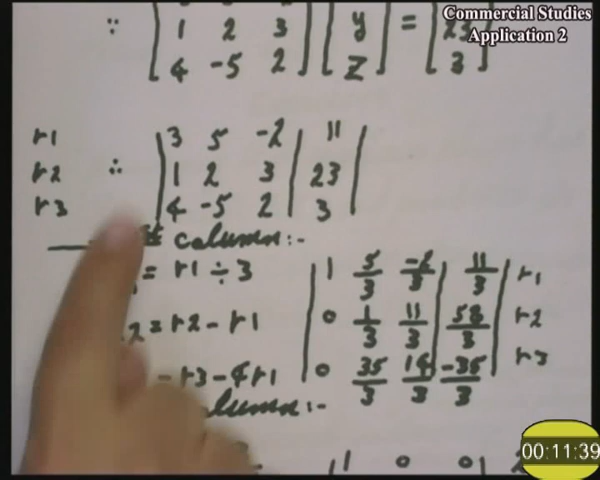 Commercial Studies
Application 2
∵ | 1 2 3 | [ y ] = [ 23 ]
| 4 -5 2 | [ z ] [ 3 ]
r1 | 3 5 -2 | 11 |
r2 ∴ | 1 2 3 | 23 |
r3 | 4 -5 2 | 3 |
column:-
= r1 ÷ 3 | 1 5/3 -2/3 | 11/3 | r1
2 = r2 - r1 | 0 1/3 11/3 | 58/3 | r2
- r3 - 4r1 | 0 35/3 14/3 | -35/3 | r3
lumn:-
| 1 0 0 |
00:11:39